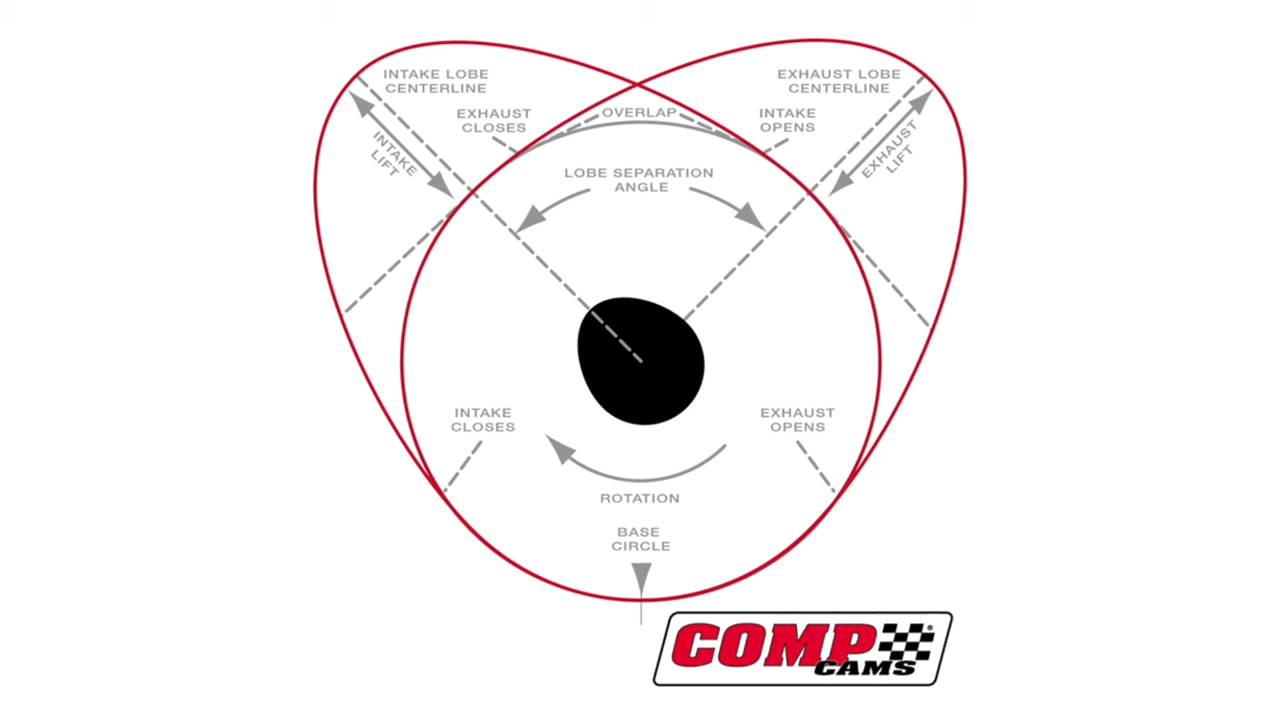 INTAKE LOBE
CENTERLINE
EXHAUST LOBE
CENTERLINE
EXHAUST
CLOSES
OVERLAP
INTAKE
OPENS
INTAKE
LIFT
EXHAUST
LIFT
LOBE SEPARATION
ANGLE
INTAKE
CLOSES
EXHAUST
OPENS
ROTATION
BASE
CIRCLE
COMP
CAMS
®